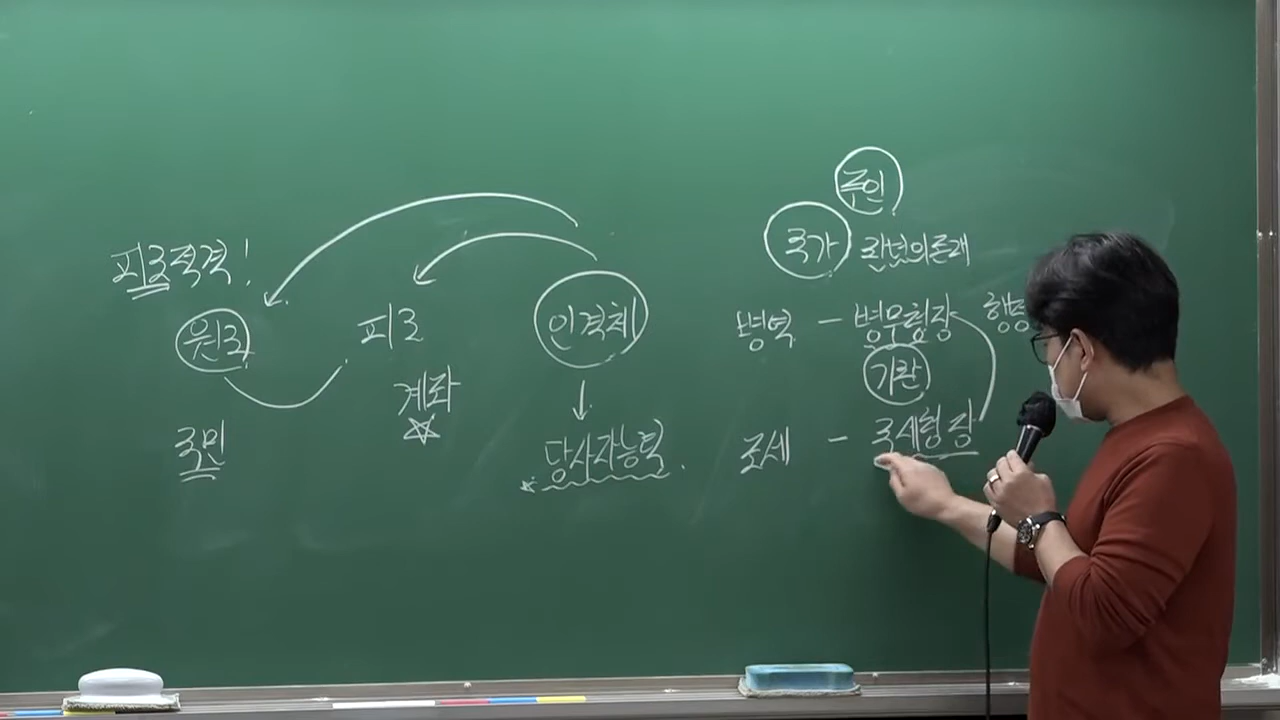 피고적격!
원고
국민
피고
계좌
인격체
당사자능력.
주인
국가 관념의 존재
병역 - 병무청장 행정
기관
조세 - 국세청장